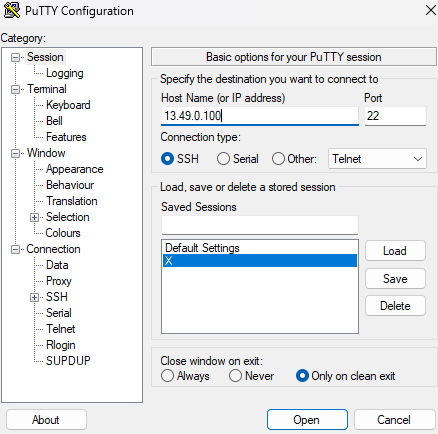 PuTTY Configuration
Category:
Session
Logging
Terminal
Keyboard
Bell
Features
Window
Appearance
Behaviour
Translation
Selection
Colours
Connection
Data
Proxy
SSH
Serial
Telnet
Rlogin
SUPDUP
Basic options for your PuTTY session
Specify the destination you want to connect to
Host Name (or IP address) Port
13.49.0.100 22
Connection type:
SSH Serial Other: Telnet
Load, save or delete a stored session
Saved Sessions
Default Settings
X
Load
Save
Delete
Close window on exit:
Always Never Only on clean exit
About Open Cancel